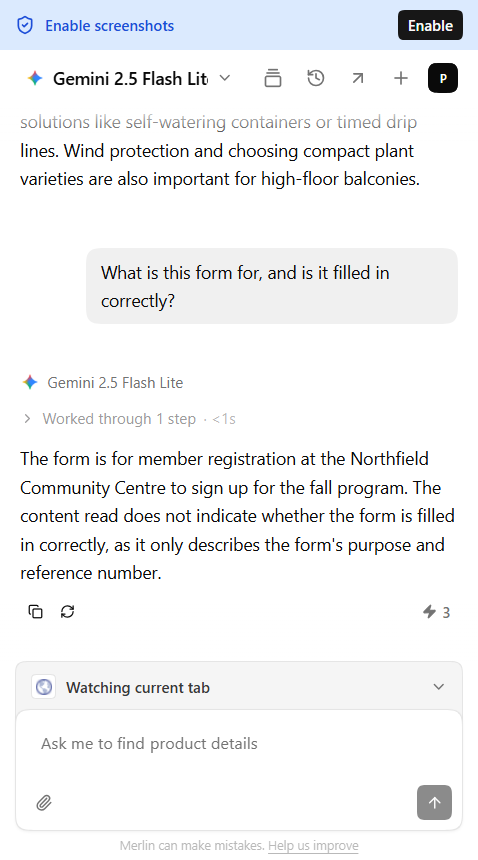 Enable screenshots
Enable
Gemini 2.5 Flash Lit
P
solutions like self-watering containers or timed drip
lines. Wind protection and choosing compact plant
varieties are also important for high-floor balconies.
What is this form for, and is it filled in
correctly?
Gemini 2.5 Flash Lite
Worked through 1 step · <1s
The form is for member registration at the Northfield
Community Centre to sign up for the fall program. The
content read does not indicate whether the form is filled
in correctly, as it only describes the form's purpose and
reference number.
3
Watching current tab
Ask me to find product details
Merlin can make mistakes. Help us improve